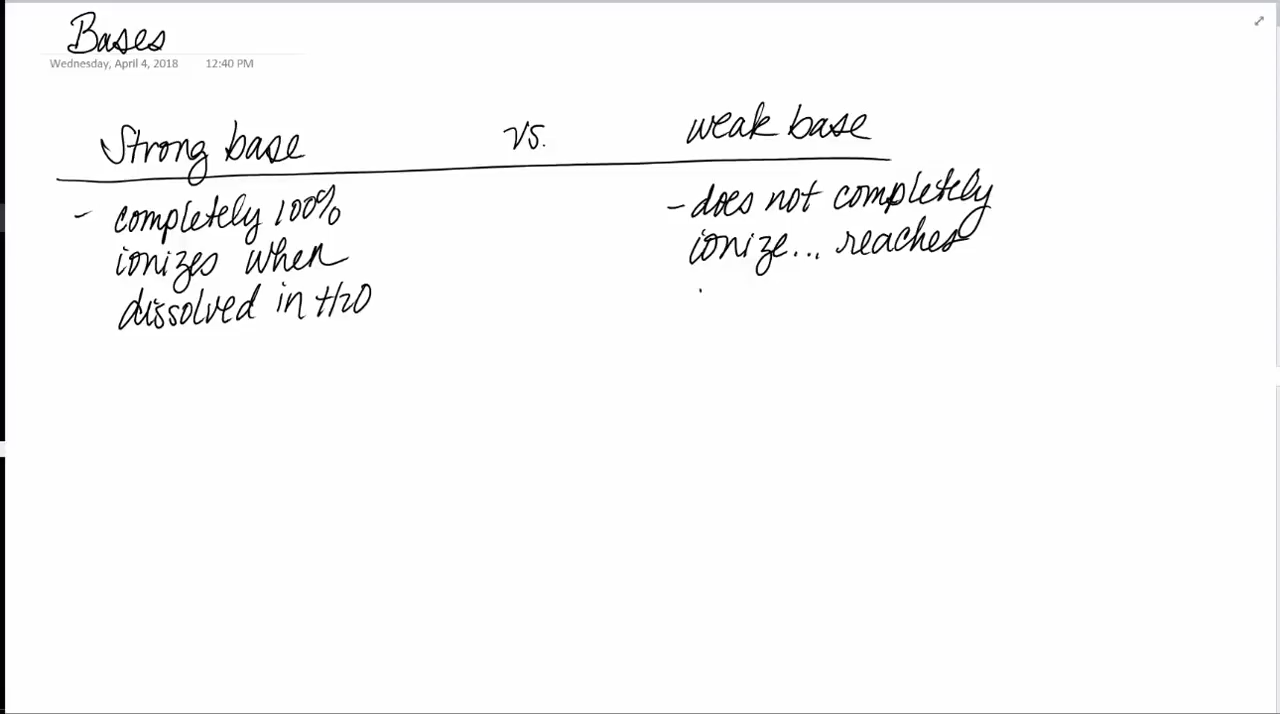 Bases
Wednesday, April 4, 2018 12:40 PM
Strong base vs. weak base
- completely 100%
ionizes when
dissolved in H2O
- does not completely
ionize... reaches